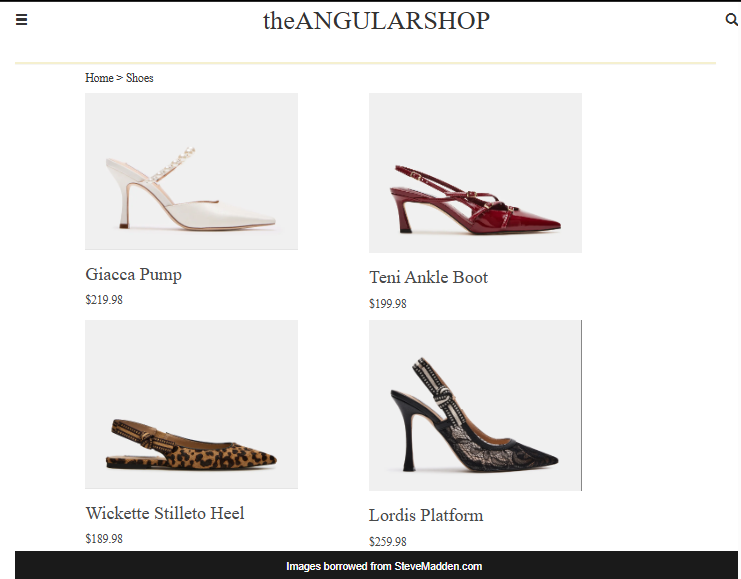 theANGULARSHOP
Home > Shoes
Giacca Pump
$219.98
Teni Ankle Boot
$199.98
Wickette Stilleto Heel
$189.98
Lordis Platform
$259.98
Images borrowed from SteveMadden.com